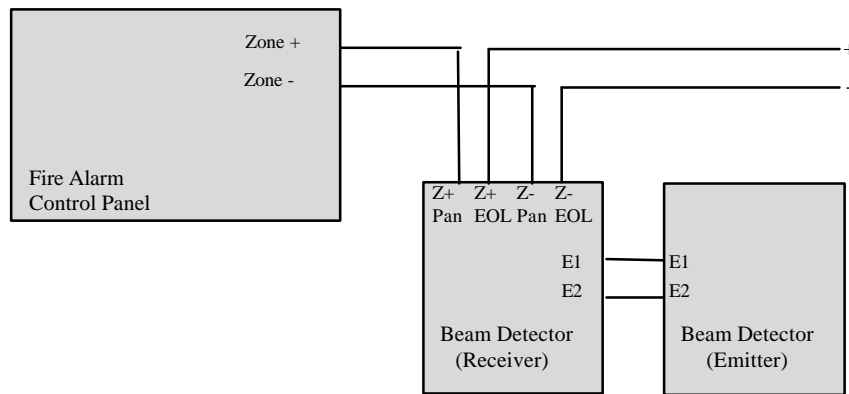 Zone +
Zone -
Fire Alarm
Control Panel
+
-
Z+ Z+ Z- Z-
Pan EOL Pan EOL
E1 E1
E2 E2
Beam Detector
(Receiver)
Beam Detector
(Emitter)